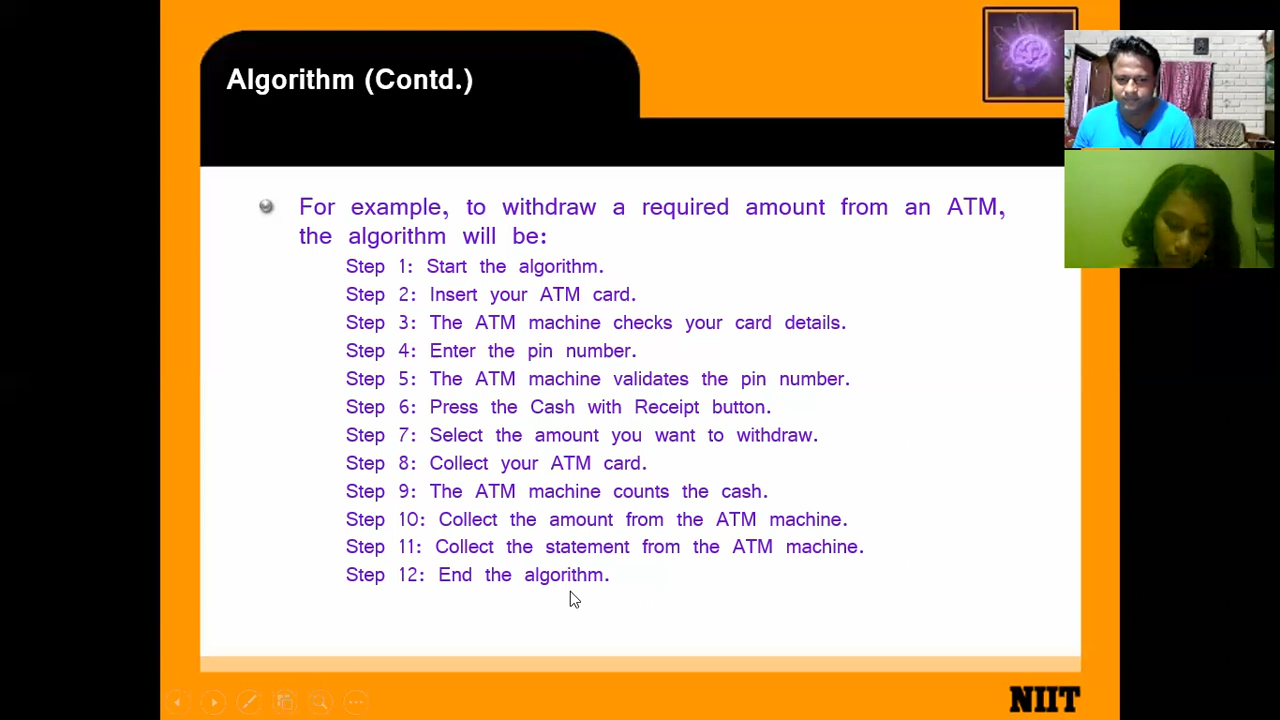 Algorithm (Contd.)
For example, to withdraw a required amount from an ATM,
the algorithm will be:
Step 1: Start the algorithm.
Step 2: Insert your ATM card.
Step 3: The ATM machine checks your card details.
Step 4: Enter the pin number.
Step 5: The ATM machine validates the pin number.
Step 6: Press the Cash with Receipt button.
Step 7: Select the amount you want to withdraw.
Step 8: Collect your ATM card.
Step 9: The ATM machine counts the cash.
Step 10: Collect the amount from the ATM machine.
Step 11: Collect the statement from the ATM machine.
Step 12: End the algorithm.
NIIT